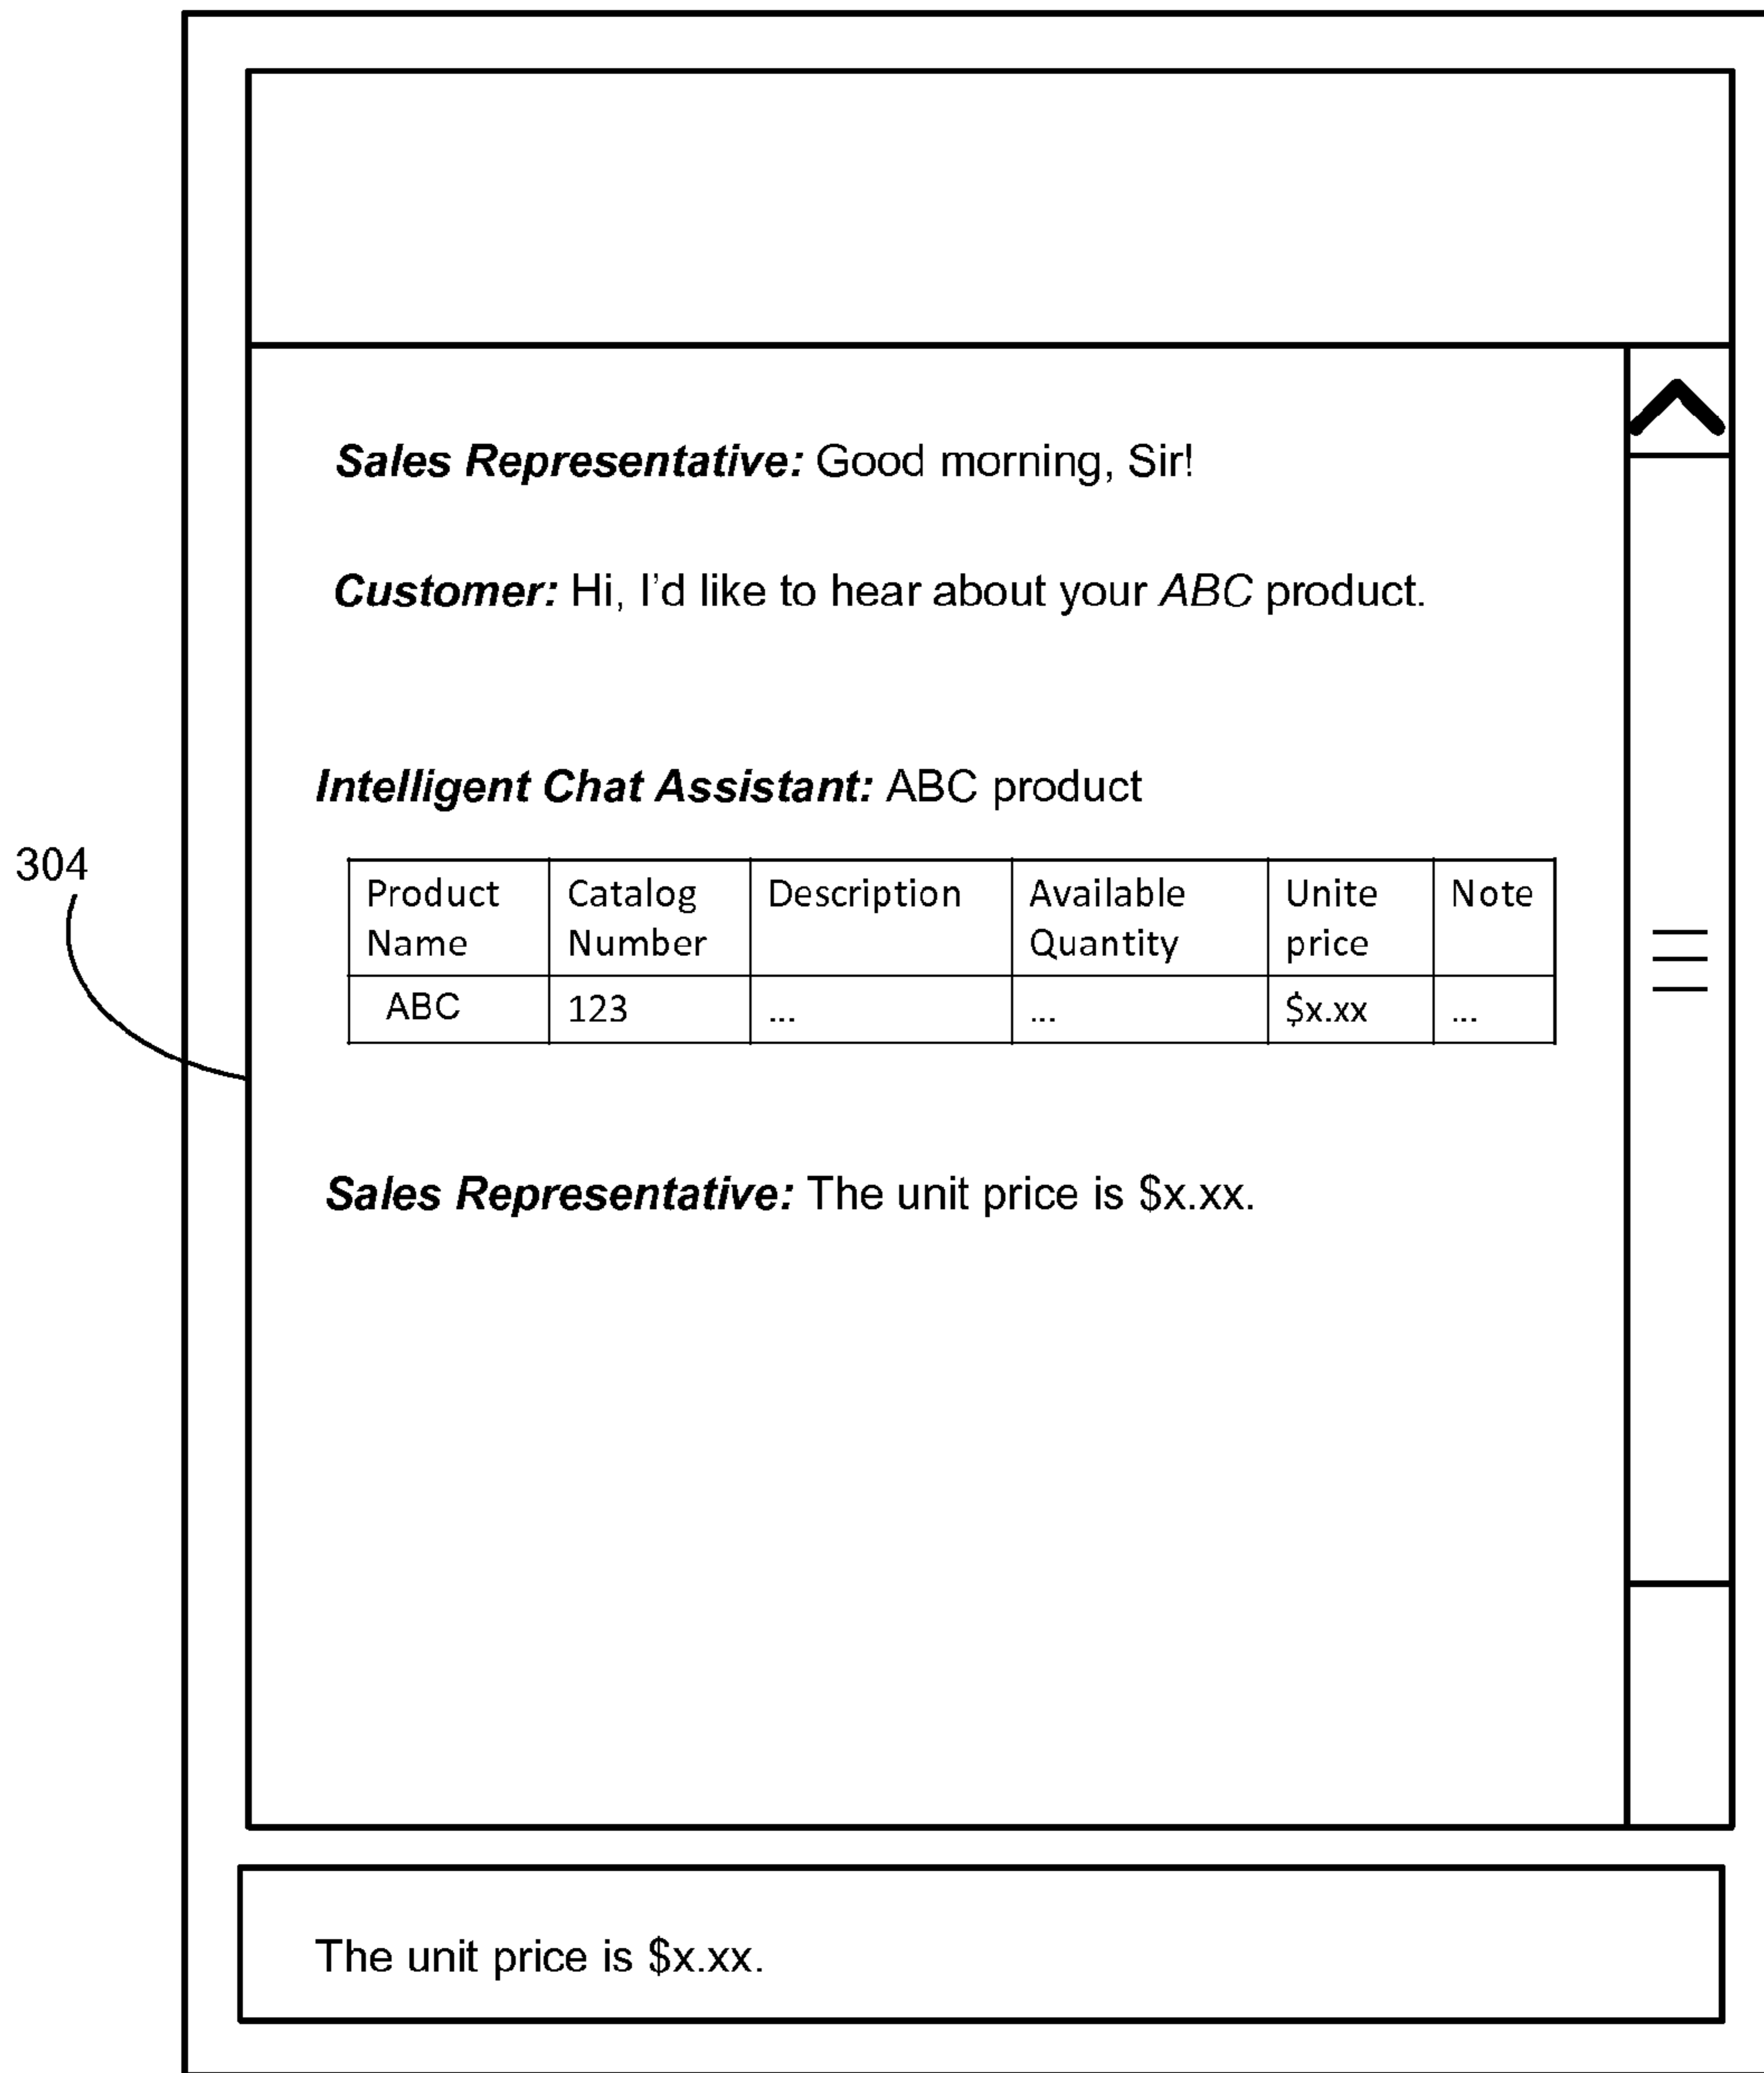 Sales Representative: Good morning, Sir!
Customer: Hi, I'd like to hear about your ABC product.
Intelligent Chat Assistant: ABC product
304
Product Name Catalog Number Description Available Quantity Unite price Note
ABC 123 ... ... $x.xx ...
Sales Representative: The unit price is $x.xx.
The unit price is $x.xx.